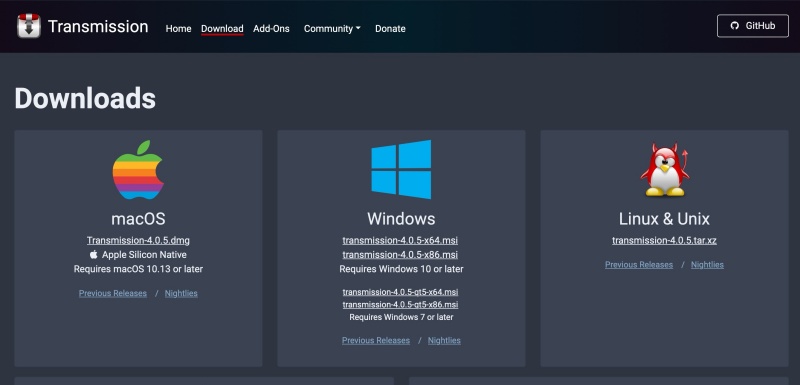 Transmission Home Download Add-Ons Community Donate GitHub
Downloads
macOS
Transmission-4.0.5.dmg
Apple Silicon Native
Requires macOS 10.13 or later
Previous Releases / Nightlies
Windows
transmission-4.0.5-x64.msi
transmission-4.0.5-x86.msi
Requires Windows 10 or later
transmission-4.0.5-qt5-x64.msi
transmission-4.0.5-qt5-x86.msi
Requires Windows 7 or later
Previous Releases / Nightlies
Linux & Unix
transmission-4.0.5.tar.xz
Previous Releases / Nightlies